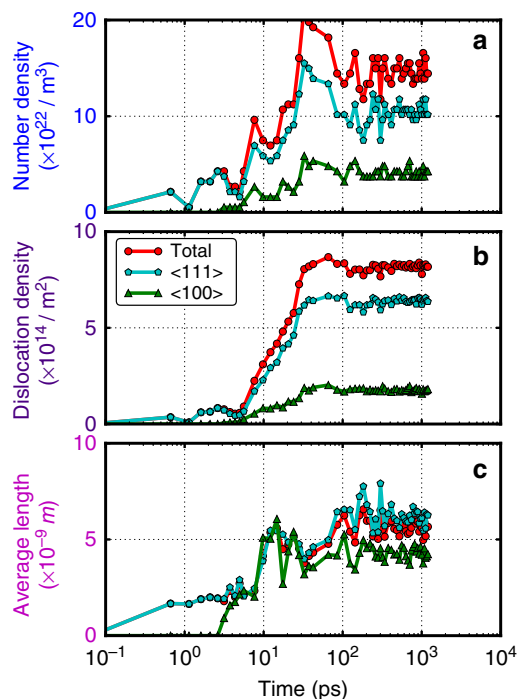 20
10
0
Number density
(×10²² / m³)
a
10
5
0
Dislocation density
(×10¹⁴ / m²)
Total
<111>
<100>
b
10
5
0
Average length
(×10⁻⁹ m)
c
10⁻¹ 10⁰ 10¹ 10² 10³ 10⁴
Time (ps)